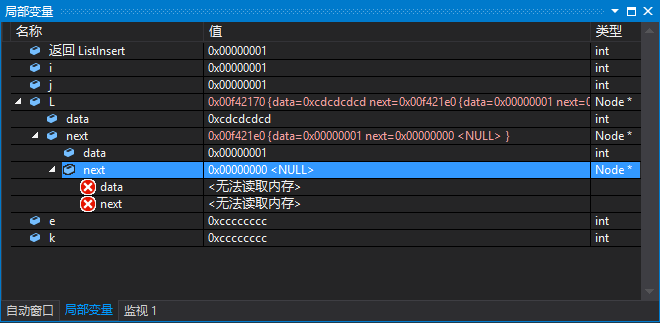 局部变量
名称 值 类型
返回 ListInsert 0x00000001 int
i 0x00000001 int
j 0x00000001 int
L 0x00f42170 {data=0xcdcdcdcd next=0x00f421e0 {data=0x00000001 next=0 Node *
data 0xcdcdcdcd int
next 0x00f421e0 {data=0x00000001 next=0x00000000 <NULL> } Node *
data 0x00000001 int
next 0x00000000 <NULL> Node *
data <无法读取内存>
next <无法读取内存>
e 0xcccccccc int
k 0xcccccccc int
自动窗口 局部变量 监视 1